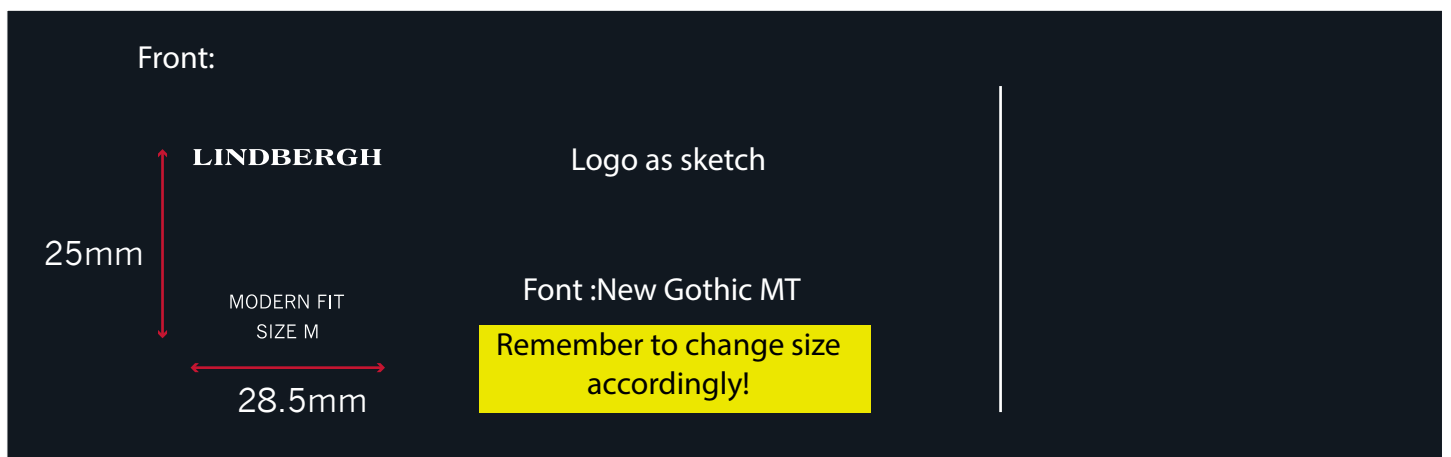 Front:
LINDBERGH
Logo as sketch
25mm
MODERN FIT
SIZE M
Font :New Gothic MT
Remember to change size
accordingly!
28.5mm